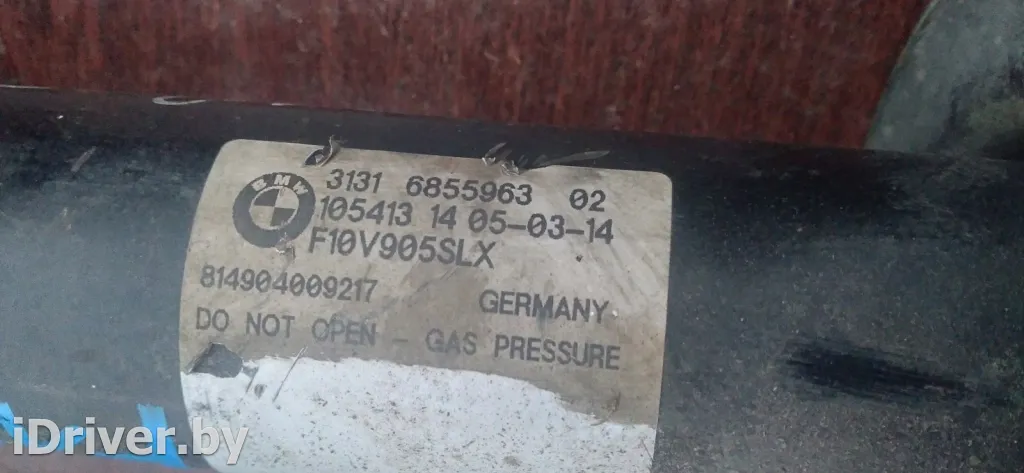 BMW
3131 6855963 02
105413 14 05-03-14
F10V905SLX
814904009217 GERMANY
DO NOT OPEN - GAS PRESSURE
iDriver.by